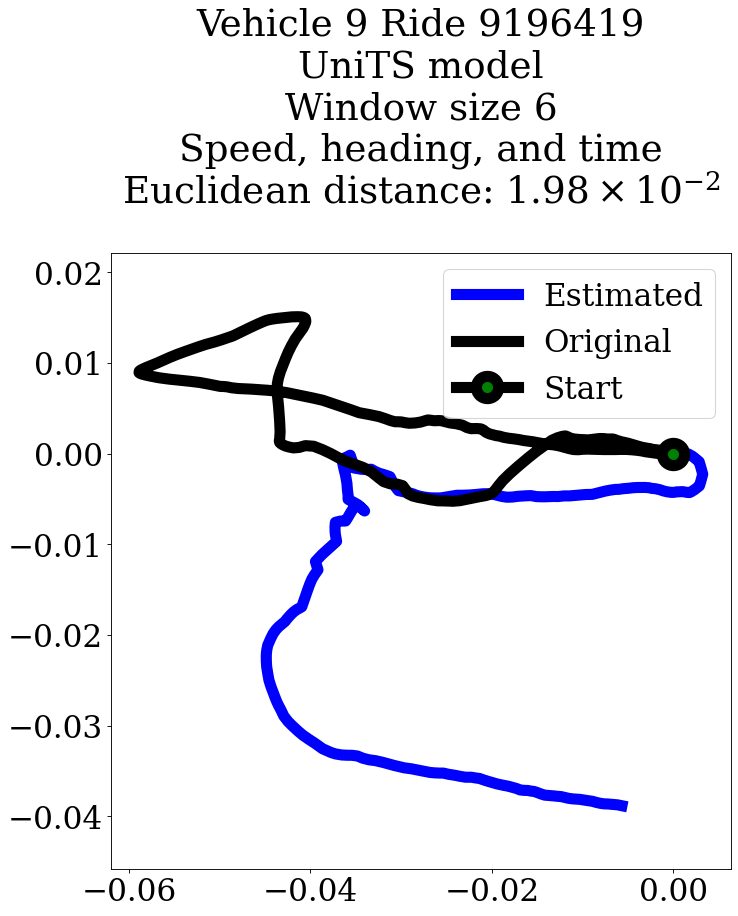 Vehicle 9 Ride 9196419
UniTS model
Window size 6
Speed, heading, and time
Euclidean distance: 1.98 × 10⁻²
Estimated
Original
Start
0.02
0.01
0.00
−0.01
−0.02
−0.03
−0.04
−0.06 −0.04 −0.02 0.00